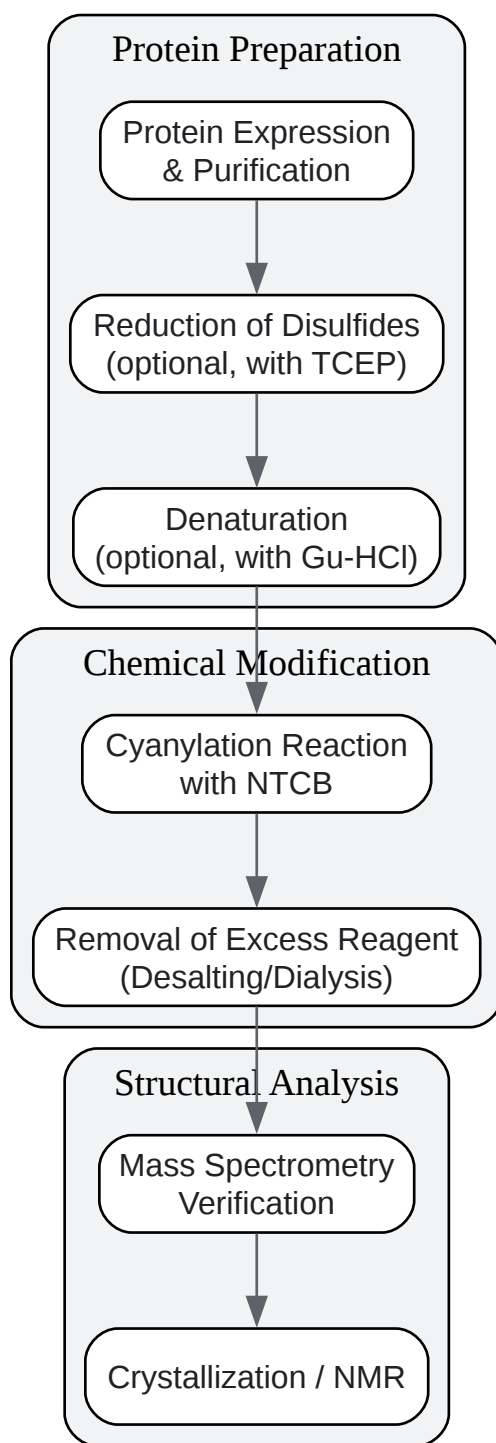 Protein Preparation
Protein Expression
& Purification
Reduction of Disulfides
(optional, with TCEP)
Denaturation
(optional, with Gu-HCl)
Chemical Modification
Cyanylation Reaction
with NTCB
Removal of Excess Reagent
(Desalting/Dialysis)
Structural Analysis
Mass Spectrometry
Verification
Crystallization / NMR